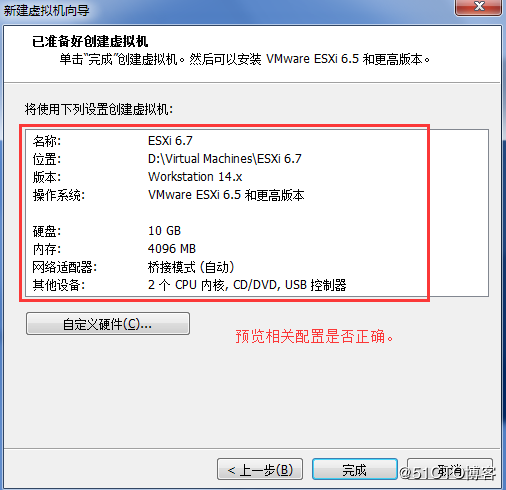 新建虚拟机向导
已准备好创建虚拟机
单击“完成”创建虚拟机。然后可以安装 VMware ESXi 6.5 和更高版本。
将使用下列设置创建虚拟机:
名称: ESXi 6.7
位置: D:\Virtual Machines\ESXi 6.7
版本: Workstation 14.x
操作系统: VMware ESXi 6.5 和更高版本
硬盘: 10 GB
内存: 4096 MB
网络适配器: 桥接模式 (自动)
其他设备: 2 个 CPU 内核, CD/DVD, USB 控制器
自定义硬件(C)...
预览相关配置是否正确。
< 上一步(B) 完成 取消
@51CTO博客